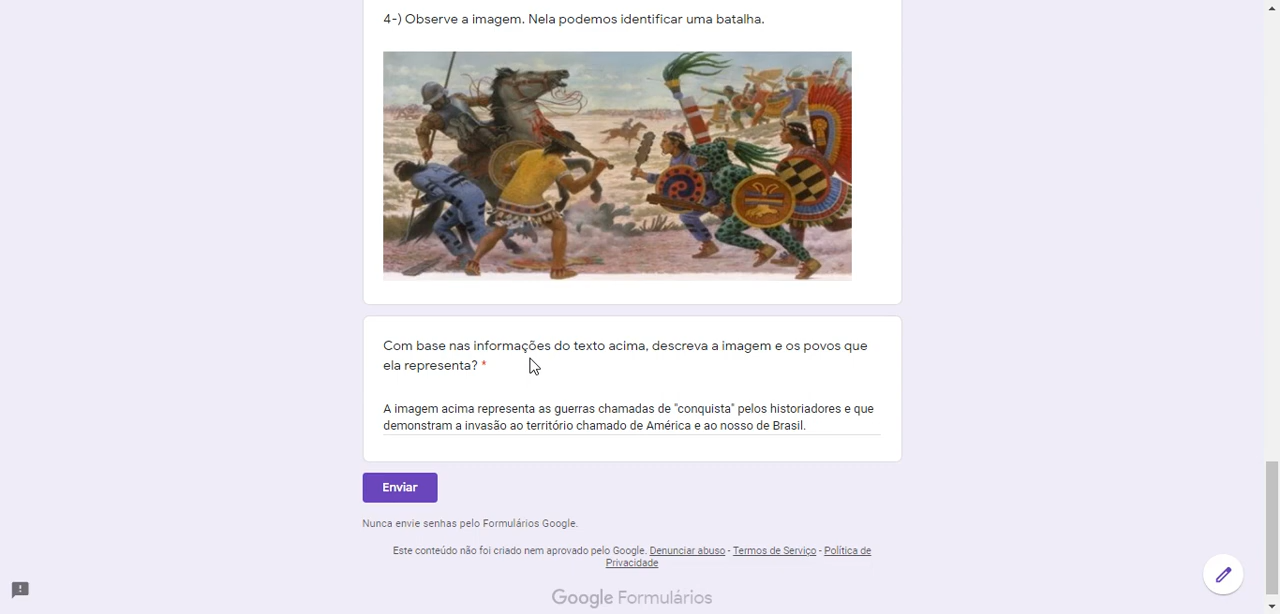 4-) Observe a imagem. Nela podemos identificar uma batalha.
Com base nas informações do texto acima, descreva a imagem e os povos que
ela representa? *
A imagem acima representa as guerras chamadas de "conquista" pelos historiadores e que
demonstram a invasão ao território chamado de América e ao nosso de Brasil.
Enviar
Nunca envie senhas pelo Formulários Google.
Este conteúdo não foi criado nem aprovado pelo Google. Denunciar abuso - Termos de Serviço - Política de
Privacidade
Google Formulários